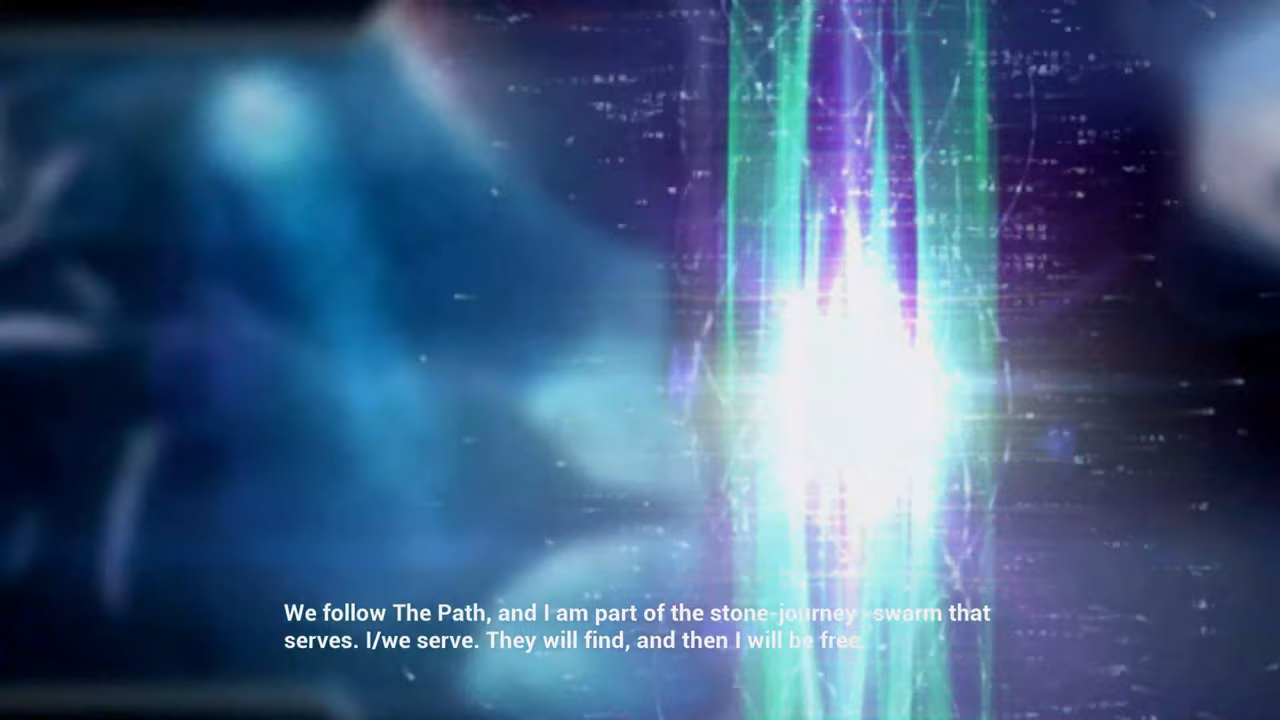 We follow The Path, and I am part of the stone-journey -swarm that
serves. I/we serve. They will find, and then I will be free.